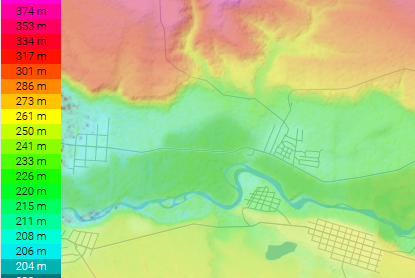 374 m
353 m
334 m
317 m
301 m
286 m
273 m
261 m
250 m
241 m
233 m
226 m
220 m
215 m
211 m
208 m
206 m
204 m